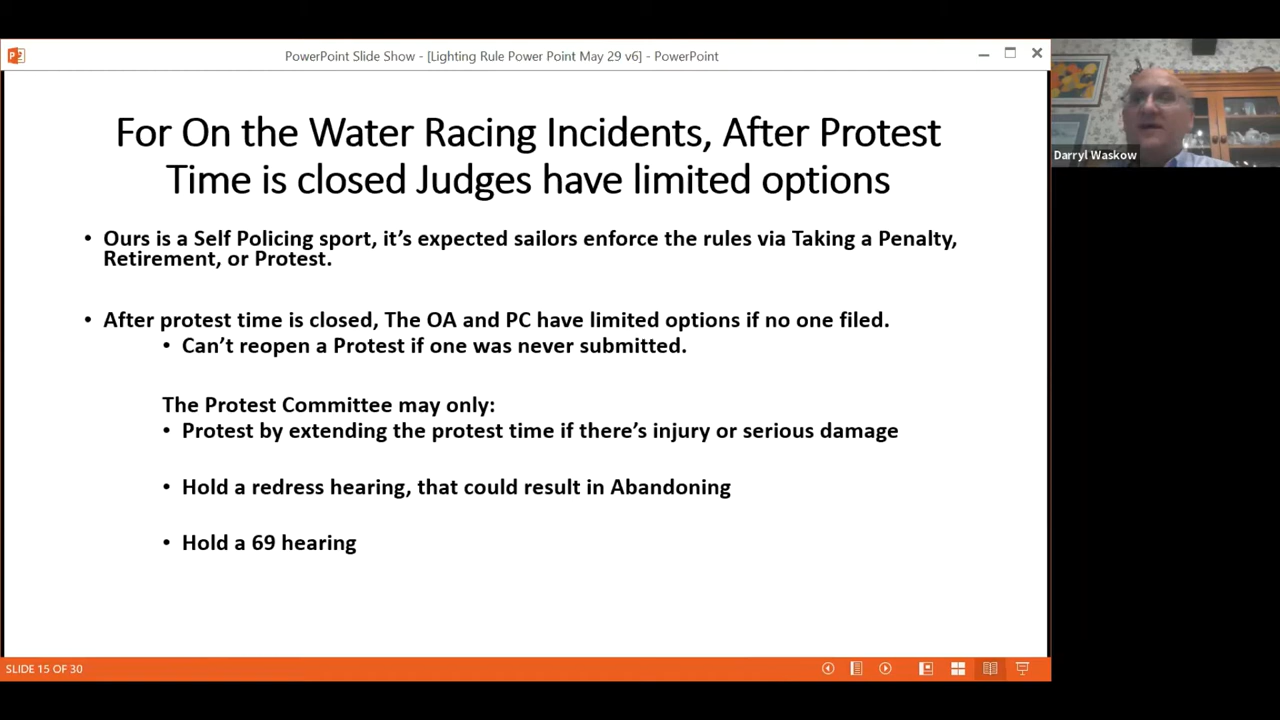 PowerPoint Slide Show - [Lighting Rule Power Point May 29 v6] - PowerPoint
For On the Water Racing Incidents, After Protest
Time is closed Judges have limited options
• Ours is a Self Policing sport, it's expected sailors enforce the rules via Taking a Penalty,
Retirement, or Protest.
• After protest time is closed, The OA and PC have limited options if no one filed.
• Can't reopen a Protest if one was never submitted.
The Protest Committee may only:
• Protest by extending the protest time if there's injury or serious damage
• Hold a redress hearing, that could result in Abandoning
• Hold a 69 hearing
SLIDE 15 OF 30
Darryl Waskow